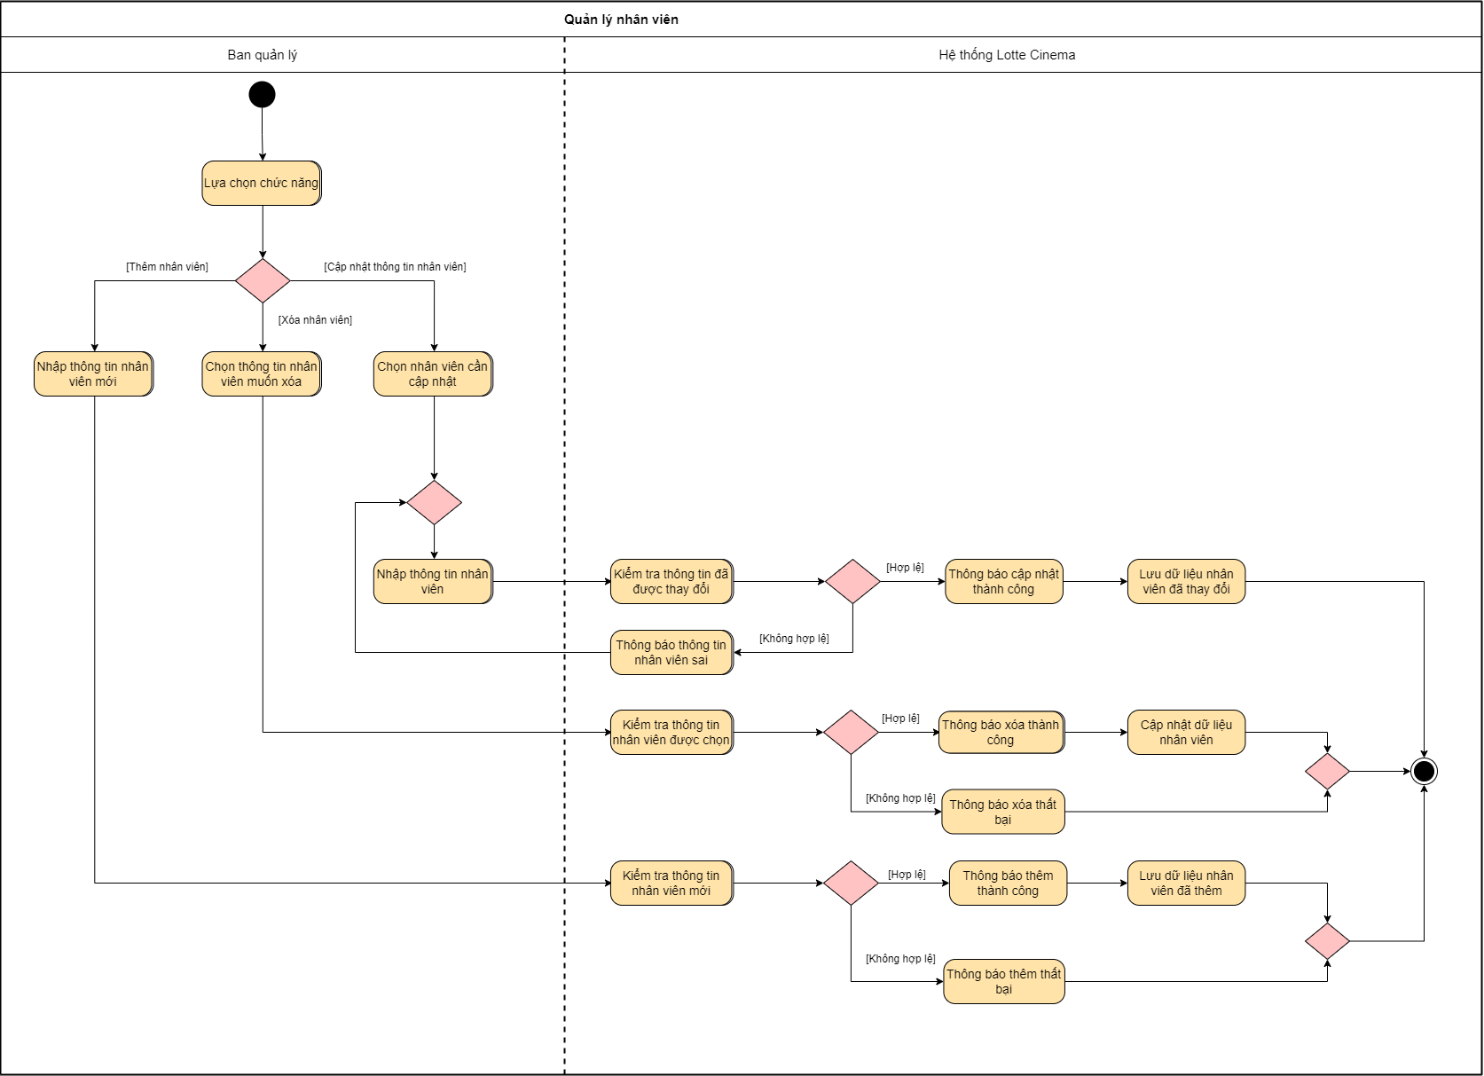 Quản lý nhân viên
Ban quản lý
Hệ thống Lotte Cinema
Lựa chọn chức năng
[Thêm nhân viên]
[Cập nhật thông tin nhân viên]
[Xóa nhân viên]
Nhập thông tin nhân
viên mới
Chọn thông tin nhân
viên muốn xóa
Chọn nhân viên cần
cập nhật
Nhập thông tin nhân
viên
Kiểm tra thông tin đã
được thay đổi
[Hợp lệ]
Thông báo cập nhật
thành công
Lưu dữ liệu nhân
viên đã thay đổi
[Không hợp lệ]
Thông báo thông tin
nhân viên sai
Kiểm tra thông tin
nhân viên được chọn
[Hợp lệ]
Thông báo xóa thành
công
Cập nhật dữ liệu
nhân viên
[Không hợp lệ]
Thông báo xóa thất
bại
Kiểm tra thông tin
nhân viên mới
[Hợp lệ]
Thông báo thêm
thành công
Lưu dữ liệu nhân
viên đã thêm
[Không hợp lệ]
Thông báo thêm thất
bại